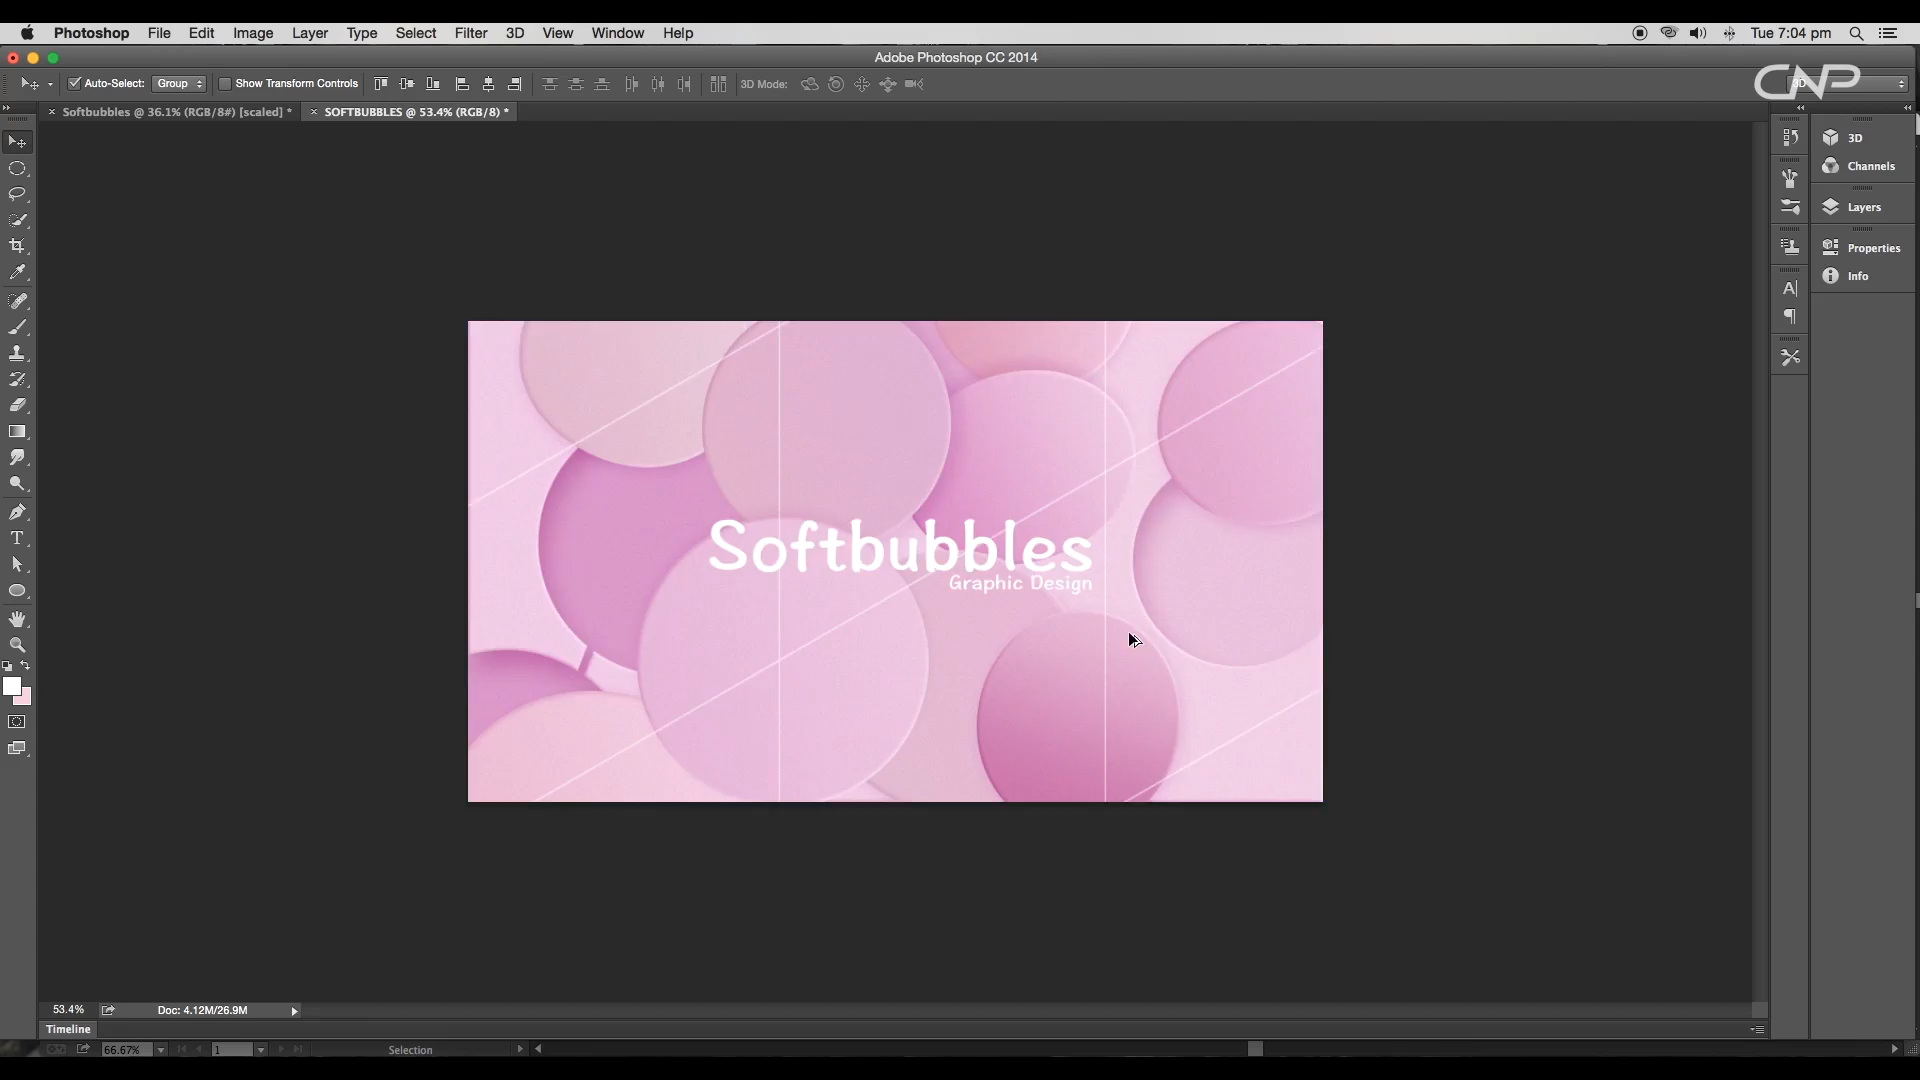 Photoshop File Edit Image Layer Type Select Filter 3D View Window Help Tue 7:04 pm
Adobe Photoshop CC 2014
Auto-Select: Group Show Transform Controls 3D Mode: 3D
CNP
× Softbubbles @ 36.1% (RGB/8#) [scaled] * × SOFTBUBBLES @ 53.4% (RGB/8) *
3D
Channels
Layers
Properties
Info
Softbubbles
Graphic Design
53.4% Doc: 4.12M/26.9M
Timeline
66.67% 1 Selection